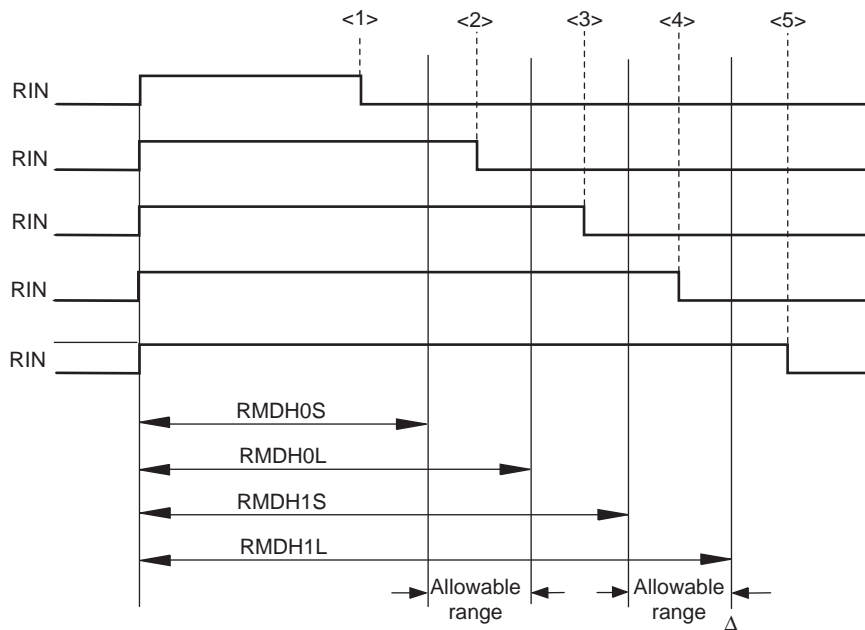 <1>
<2>
<3>
<4>
<5>
RIN
RIN
RIN
RIN
RIN
RMDH0S
RMDH0L
RMDH1S
RMDH1L
Allowable
range
Allowable
range
Δ